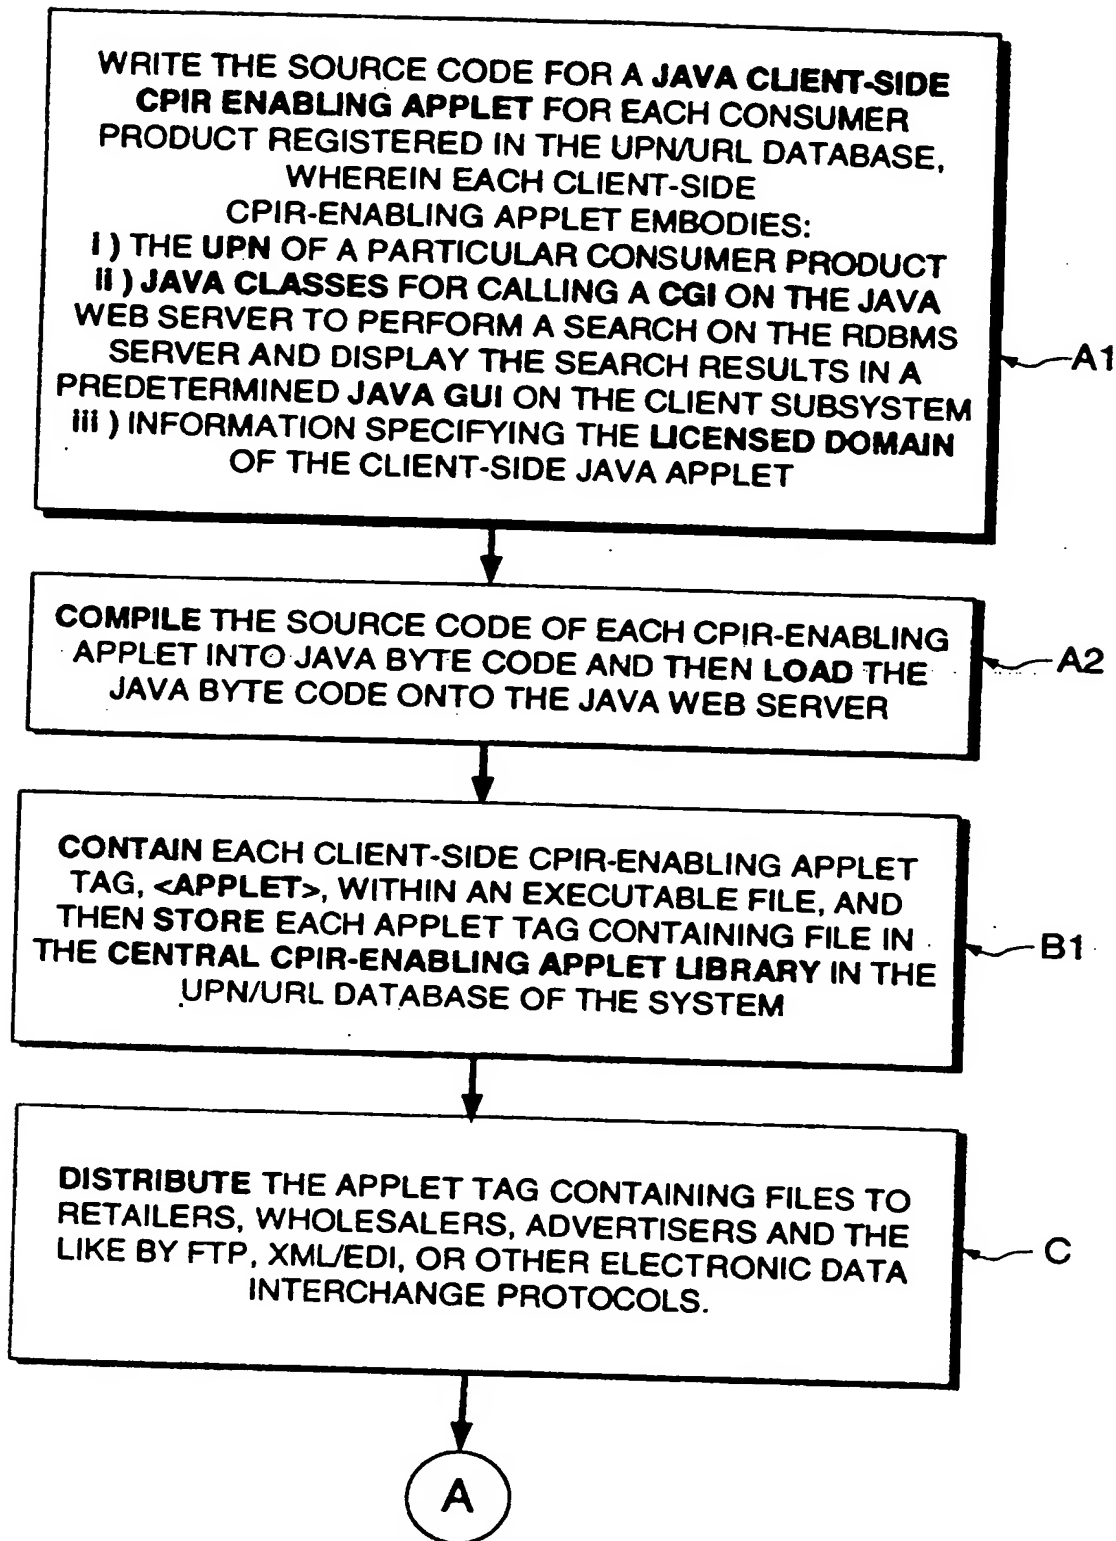 WRITE THE SOURCE CODE FOR A JAVA CLIENT-SIDE
CPIR ENABLING APPLET FOR EACH CONSUMER
PRODUCT REGISTERED IN THE UPN/URL DATABASE,
WHEREIN EACH CLIENT-SIDE
CPIR-ENABLING APPLET EMBODIES:
i ) THE UPN OF A PARTICULAR CONSUMER PRODUCT
ii ) JAVA CLASSES FOR CALLING A CGI ON THE JAVA
WEB SERVER TO PERFORM A SEARCH ON THE RDBMS
SERVER AND DISPLAY THE SEARCH RESULTS IN A
PREDETERMINED JAVA GUI ON THE CLIENT SUBSYSTEM
iii ) INFORMATION SPECIFYING THE LICENSED DOMAIN
OF THE CLIENT-SIDE JAVA APPLET
A1
COMPILE THE SOURCE CODE OF EACH CPIR-ENABLING
APPLET INTO JAVA BYTE CODE AND THEN LOAD THE
JAVA BYTE CODE ONTO THE JAVA WEB SERVER
A2
CONTAIN EACH CLIENT-SIDE CPIR-ENABLING APPLET
TAG, <APPLET>, WITHIN AN EXECUTABLE FILE, AND
THEN STORE EACH APPLET TAG CONTAINING FILE IN
THE CENTRAL CPIR-ENABLING APPLET LIBRARY IN THE
UPN/URL DATABASE OF THE SYSTEM
B1
DISTRIBUTE THE APPLET TAG CONTAINING FILES TO
RETAILERS, WHOLESALERS, ADVERTISERS AND THE
LIKE BY FTP, XML/EDI, OR OTHER ELECTRONIC DATA
INTERCHANGE PROTOCOLS.
C
A